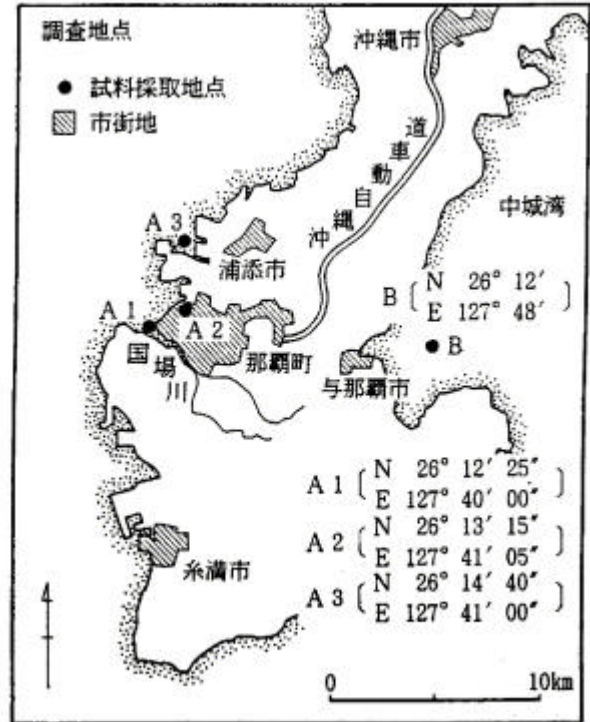 調査地点
● 試料採取地点
市街地
沖縄市
沖縄自動車道
中城湾
A 3
浦添市
B
N 26° 12′
E 127° 48′
A 1
A 2
B
国場川
那覇町
与那覇市
A 1
N 26° 12′ 25″
E 127° 40′ 00″
A 2
N 26° 13′ 15″
E 127° 41′ 05″
A 3
N 26° 14′ 40″
E 127° 41′ 00″
糸満市
0 10km